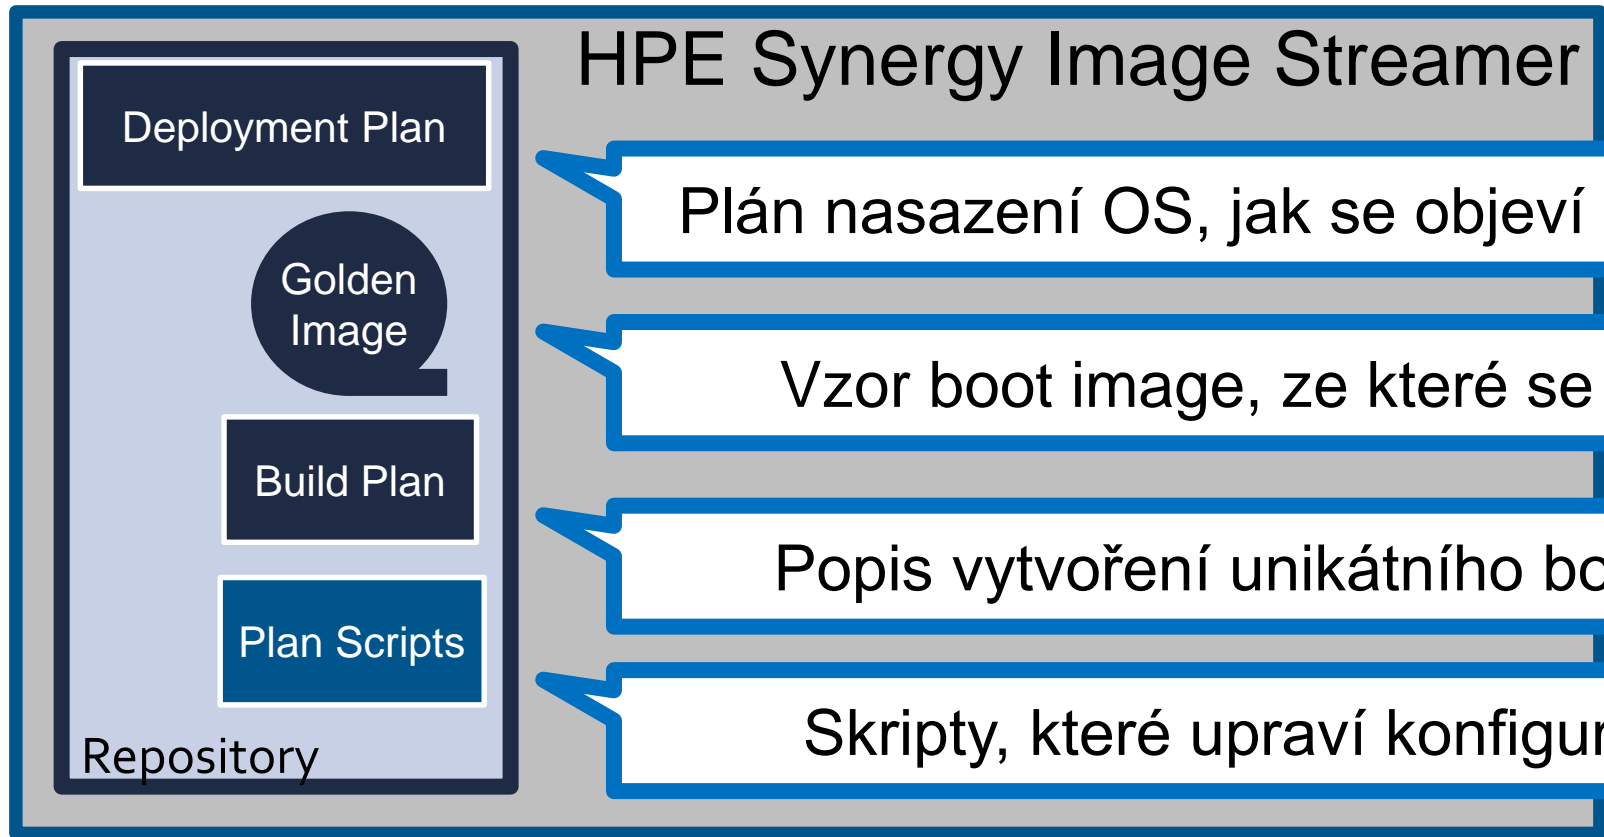 HPE Synergy Image Streamer
Deployment Plan
Plán nasazení OS, jak se objeví
Golden
Image
Vzor boot image, ze které se
Build Plan
Popis vytvoření unikátního
Plan Scripts
Skripty, které upraví
Repository